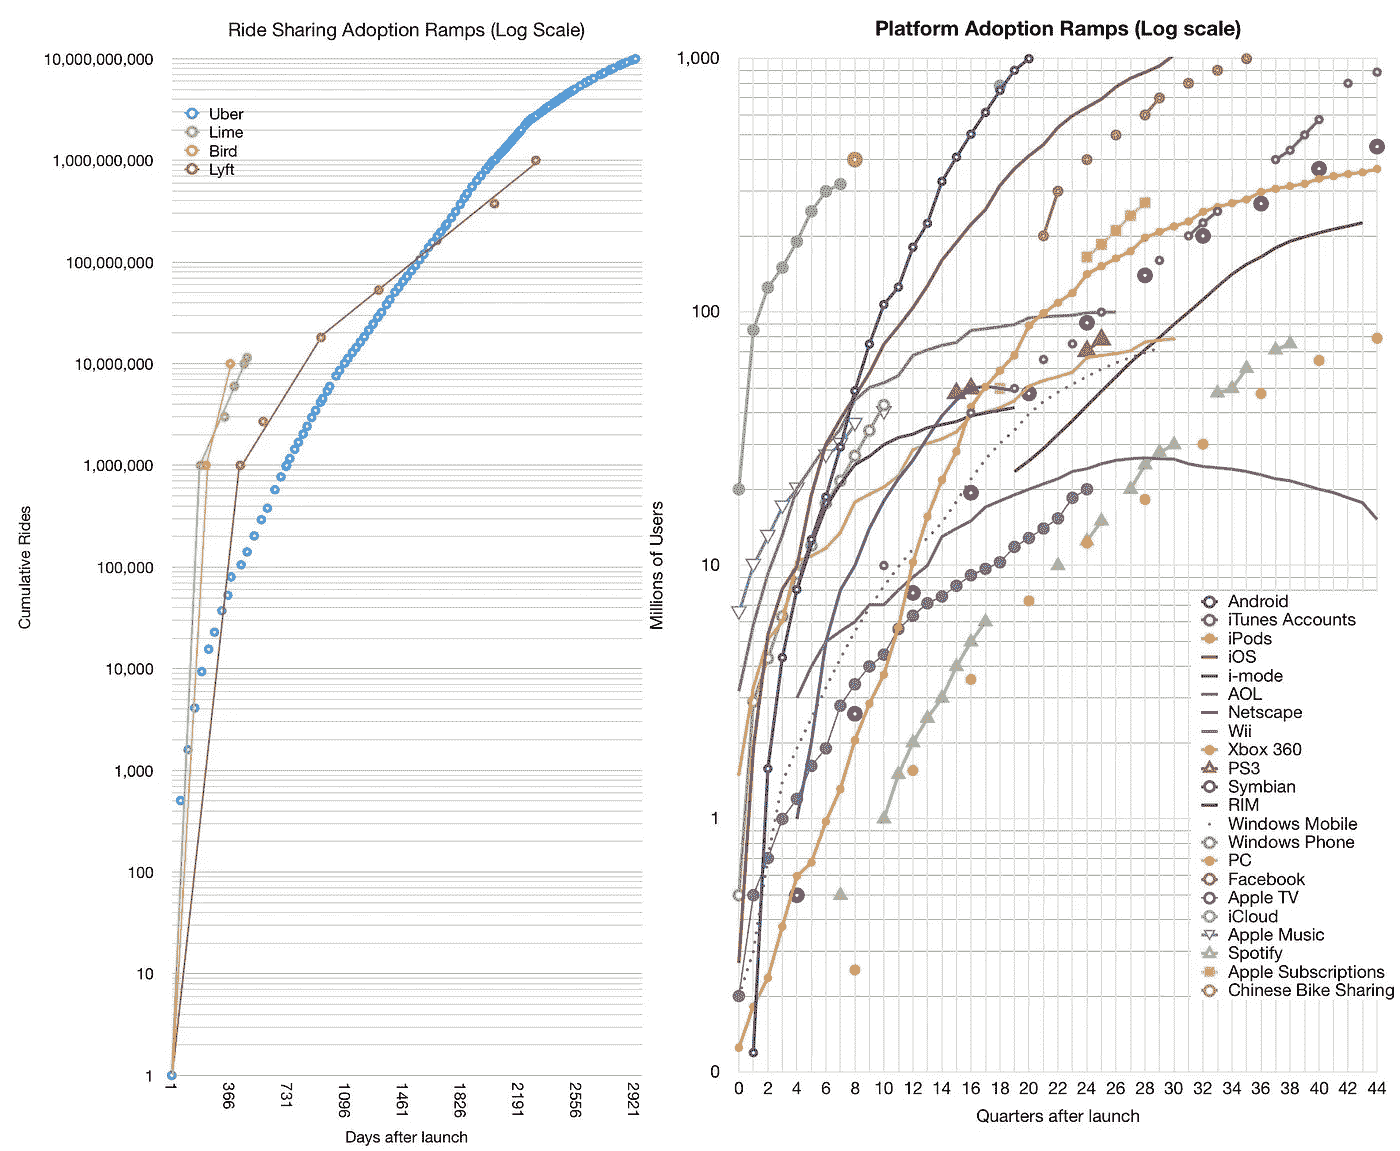 Ride Sharing Adoption Ramps (Log Scale)
10,000,000,000
1,000,000,000
100,000,000
10,000,000
1,000,000
100,000
10,000
1,000
100
10
1
Cumulative Rides
Uber
Lime
Bird
Lyft
1
366
731
1096
1461
1826
2191
2556
2921
Days after launch
Platform Adoption Ramps (Log scale)
1,000
100
10
1
0
Millions of Users
Android
iTunes Accounts
iPods
iOS
i-mode
AOL
Netscape
Wii
Xbox 360
PS3
Symbian
RIM
Windows Mobile
Windows Phone
PC
Facebook
Apple TV
iCloud
Apple Music
Spotify
Apple Subscriptions
Chinese Bike Sharing
0 2 4 6 8 10 12 14 16 18 20 22 24 26 28 30 32 34 36 38 40 42 44
Quarters after launch